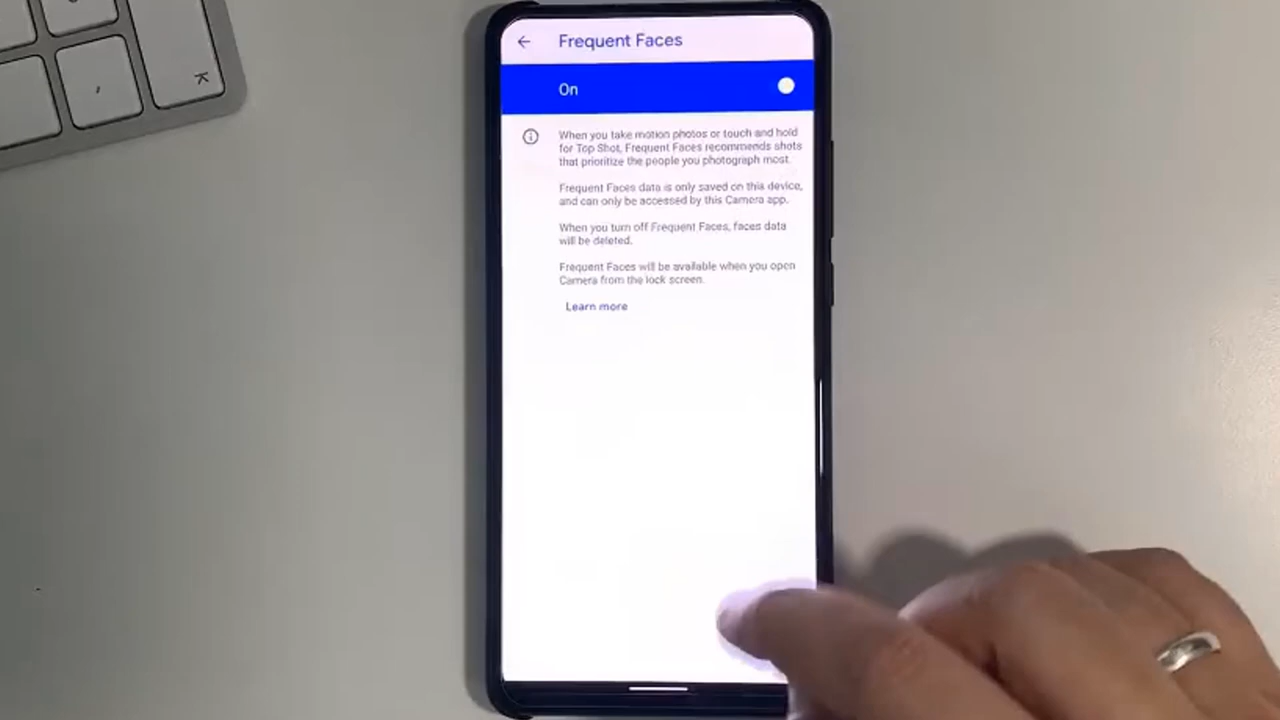 Frequent Faces
On
When you take motion photos or touch and hold
for Top Shot, Frequent Faces recommends shots
that prioritize the people you photograph most.
Frequent Faces data is only saved on this device,
and can only be accessed by this Camera app.
When you turn off Frequent Faces, faces data
will be deleted.
Frequent Faces will be available when you open
Camera from the lock screen.
Learn more